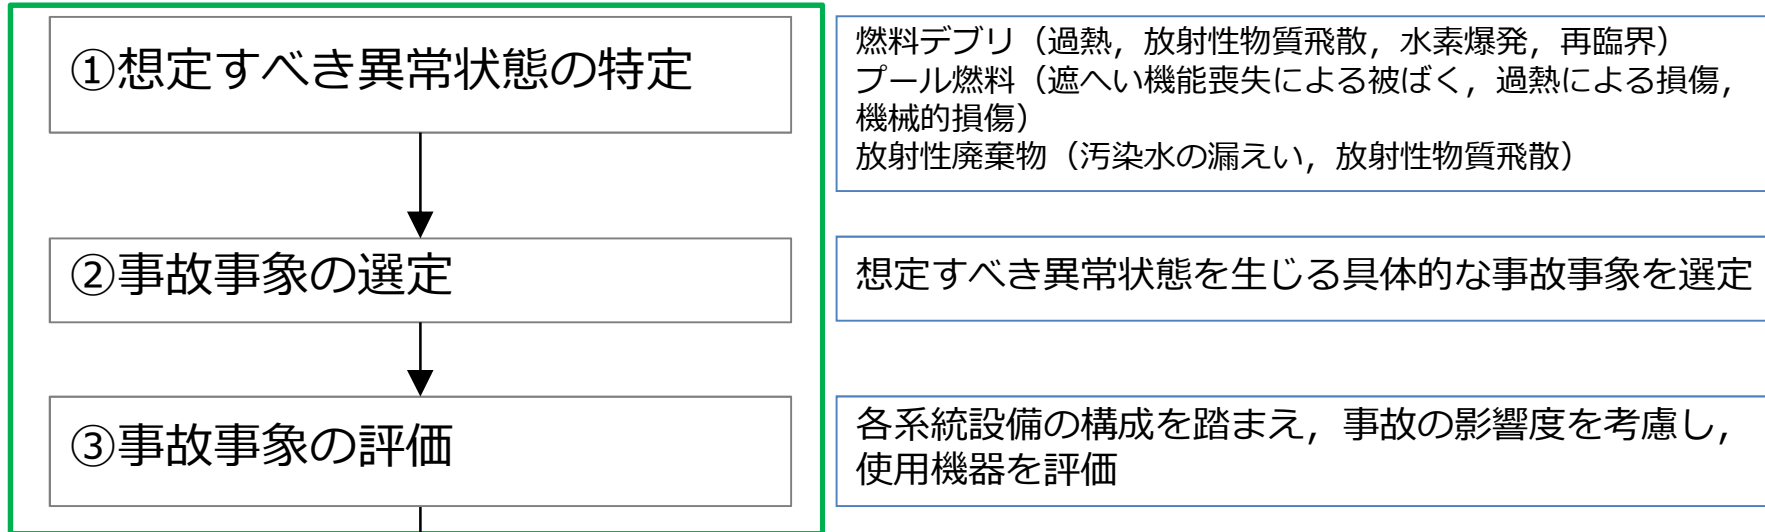 ①想定すべき異常状態の特定
燃料デブリ（過熱，放射性物質飛散，水素爆発，再臨界）
プール燃料（遮へい機能喪失による被ばく，過熱による損傷，
機械的損傷）
放射性廃棄物（汚染水の漏えい，放射性物質飛散）
②事故事象の選定
想定すべき異常状態を生じる具体的な事故事象を選定
③事故事象の評価
各系統設備の構成を踏まえ，事故の影響度を考慮し，
使用機器を評価